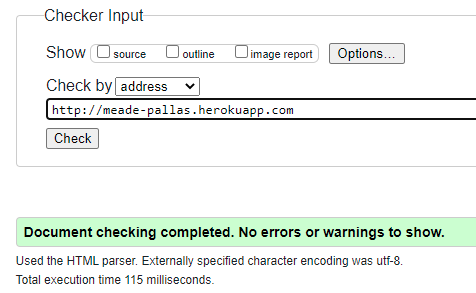 Checker Input
Show source outline image report Options...
Check by address
http://meade-pallas.herokuapp.com
Check
Document checking completed. No errors or warnings to show.
Used the HTML parser. Externally specified character encoding was utf-8.
Total execution time 115 milliseconds.